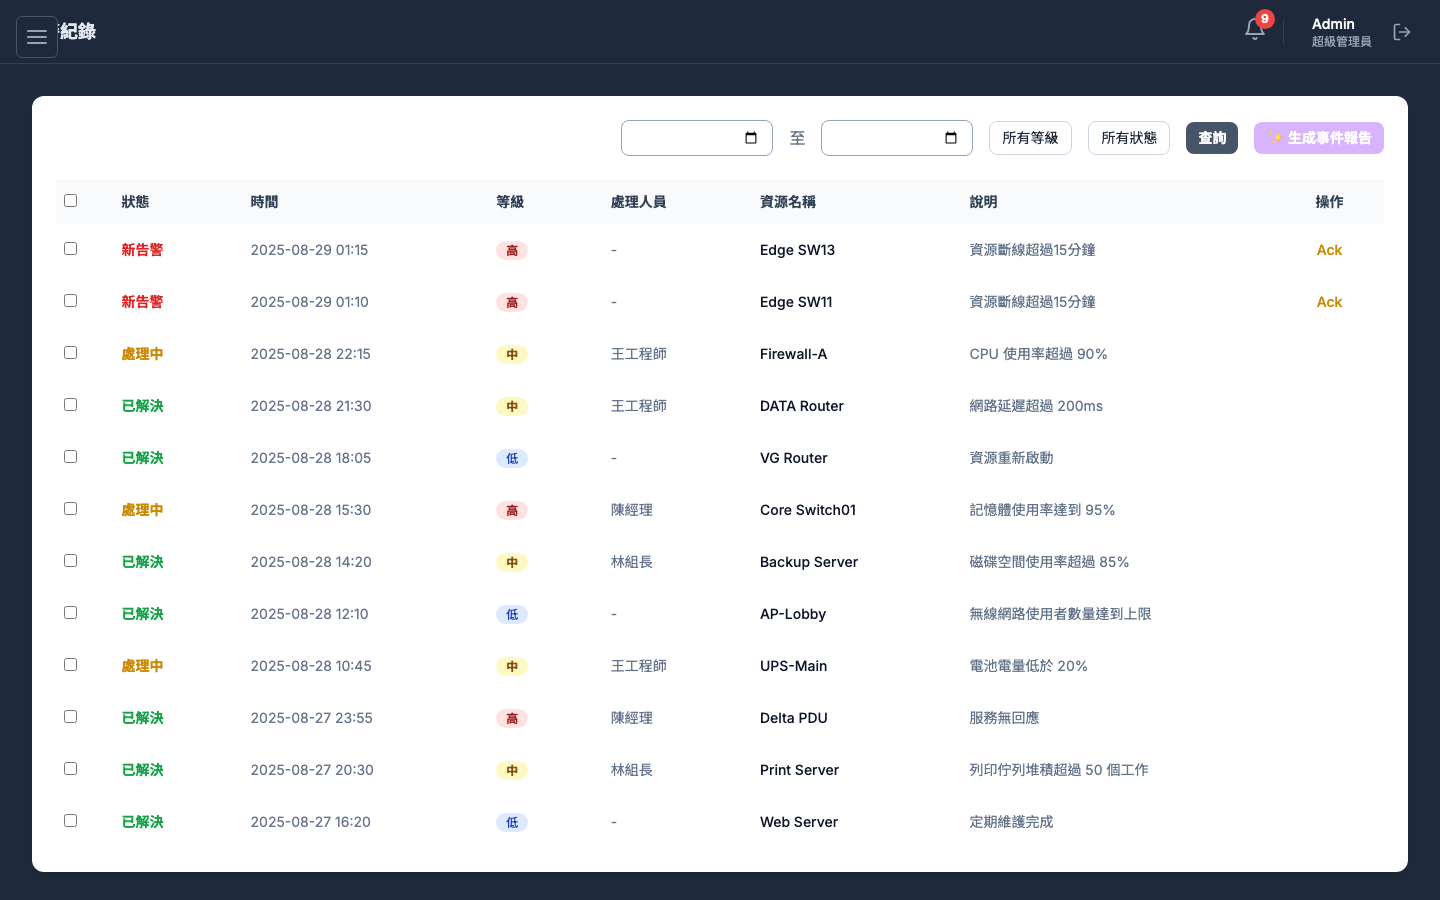 紀錄
9
Admin
超級管理員
至 所有等級 所有狀態 查詢 ✨ 生成事件報告
狀態 時間 等級 處理人員 資源名稱 說明 操作
新告警 2025-08-29 01:15 高 - Edge SW13 資源斷線超過15分鐘 Ack
新告警 2025-08-29 01:10 高 - Edge SW11 資源斷線超過15分鐘 Ack
處理中 2025-08-28 22:15 中 王工程師 Firewall-A CPU 使用率超過 90%
已解決 2025-08-28 21:30 中 王工程師 DATA Router 網路延遲超過 200ms
已解決 2025-08-28 18:05 低 - VG Router 資源重新啟動
處理中 2025-08-28 15:30 高 陳經理 Core Switch01 記憶體使用率達到 95%
已解決 2025-08-28 14:20 中 林組長 Backup Server 磁碟空間使用率超過 85%
已解決 2025-08-28 12:10 低 - AP-Lobby 無線網路使用者數量達到上限
處理中 2025-08-28 10:45 中 王工程師 UPS-Main 電池電量低於 20%
已解決 2025-08-27 23:55 高 陳經理 Delta PDU 服務無回應
已解決 2025-08-27 20:30 中 林組長 Print Server 列印佇列堆積超過 50 個工作
已解決 2025-08-27 16:20 低 - Web Server 定期維護完成